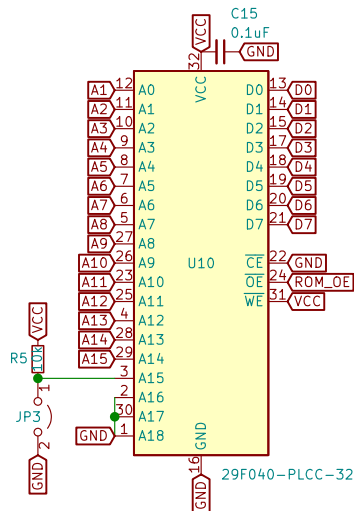 C15
0.1uF
VCC
GND
32
VCC
A1 12 A0 D0 13 D0
A2 11 A1 D1 14 D1
A3 10 A2 D2 15 D2
A4 9 A3 D3 17 D3
A5 8 A4 D4 18 D4
A6 7 A5 D5 19 D5
A7 6 A6 D6 20 D6
A8 5 A7 D7 21 D7
A9 27 A8
A10 26 A9 U10 CE 22 GND
A11 23 A10 OE 24 ROM_OE
A12 25 A11 WE 31 VCC
A13 4 A12
A14 28 A13
A15 29 A14
VCC
R5 10k
3 A15
1
2 A16
JP3
30 A17
GND 1 A18
2
GND
GND
16
GND
29F040-PLCC-32